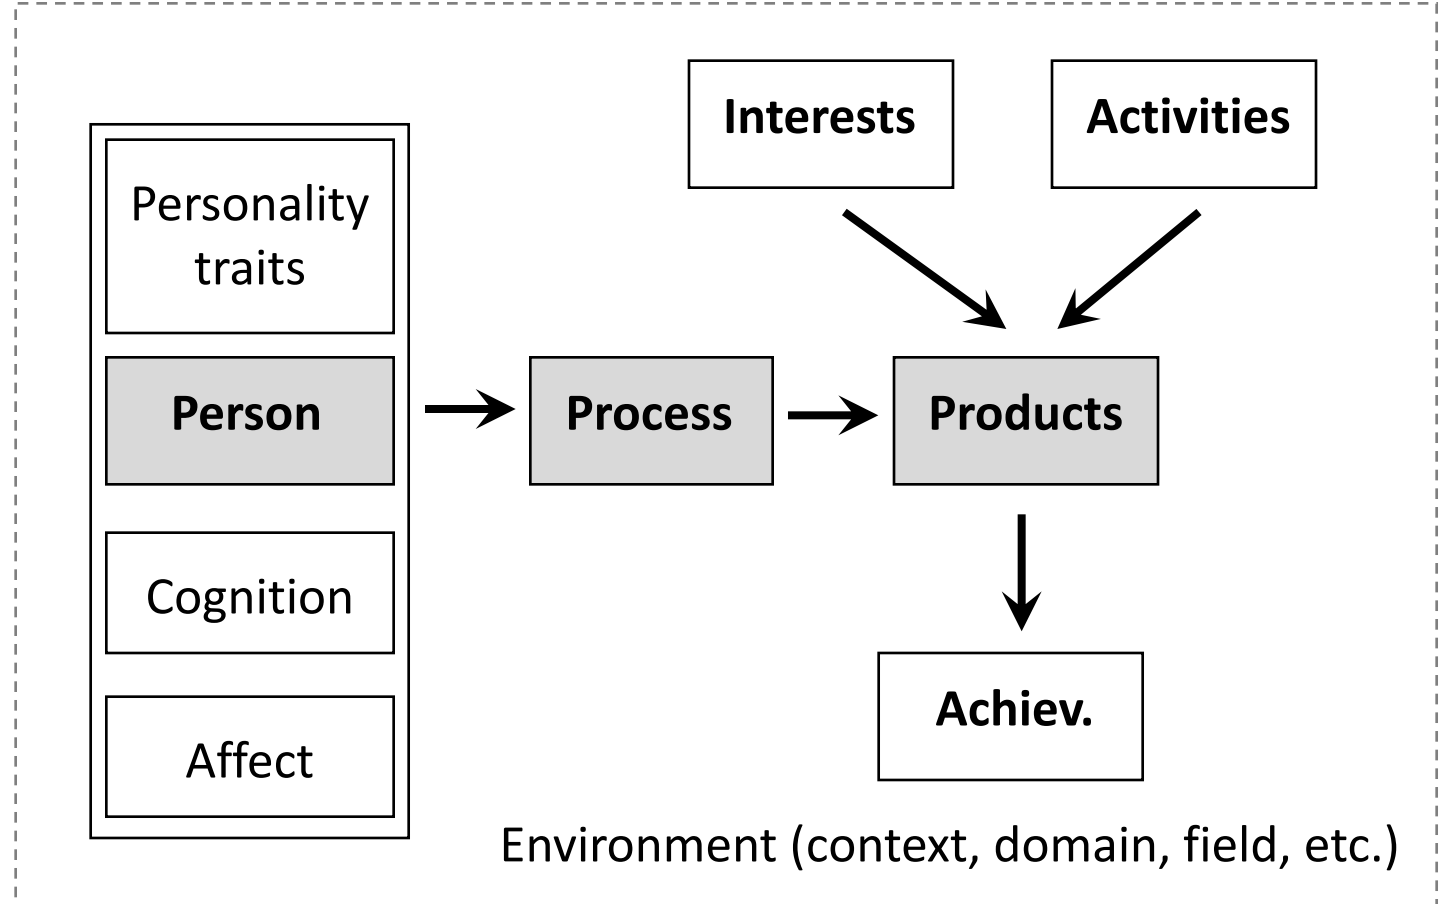 Interests
Activities
Personality
traits
Person
Process
Products
Cognition
Achiev.
Affect
Environment (context, domain, field, etc.)